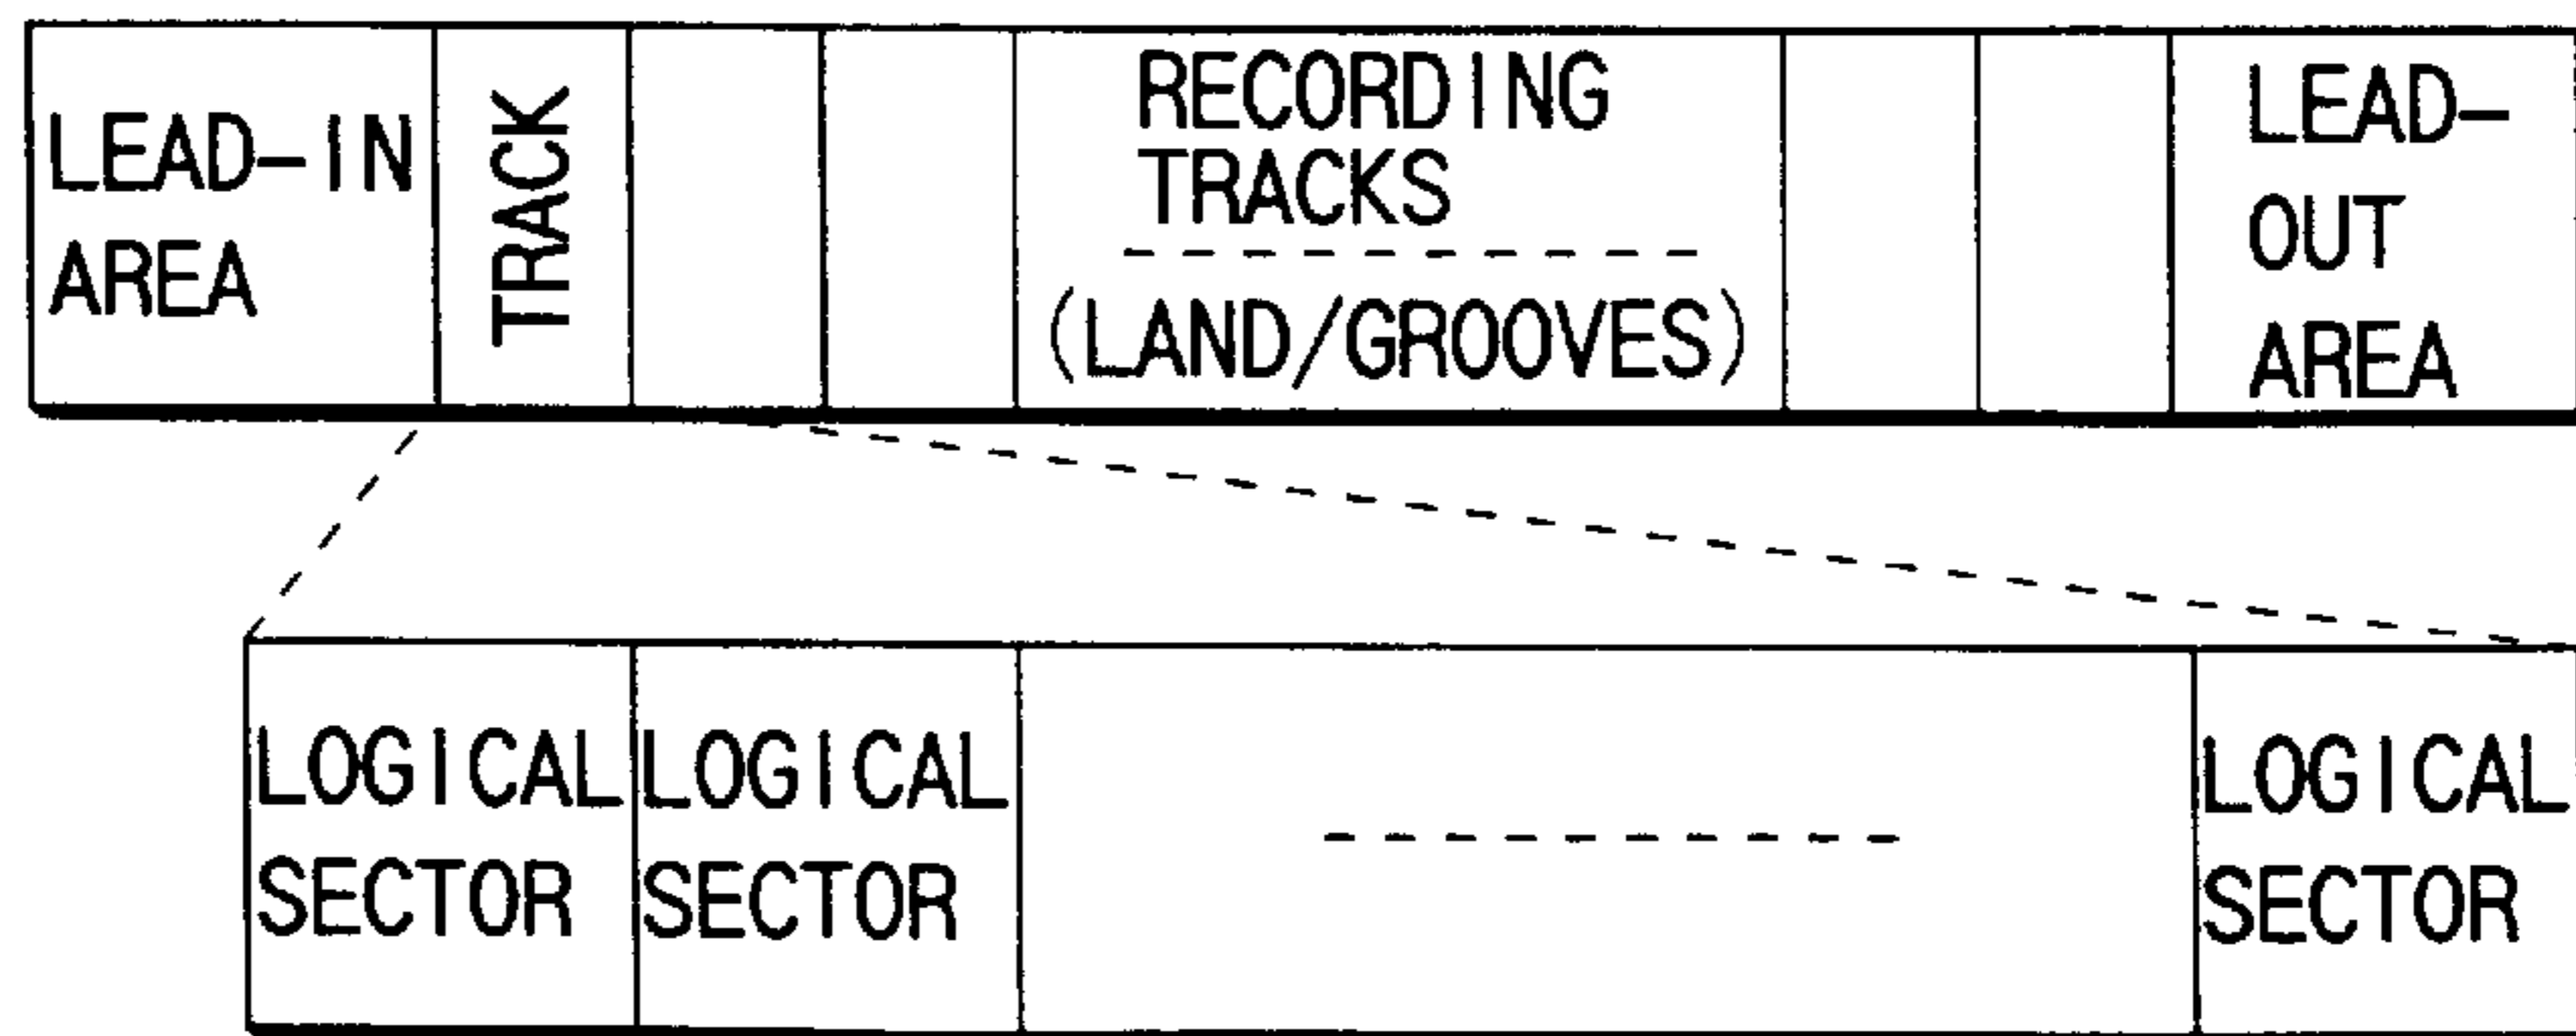 LEAD-IN
AREA
TRACK
RECORDING
TRACKS
(LAND/GROOVES)
LEAD-
OUT
AREA
LOGICAL
SECTOR
LOGICAL
SECTOR
LOGICAL
SECTOR